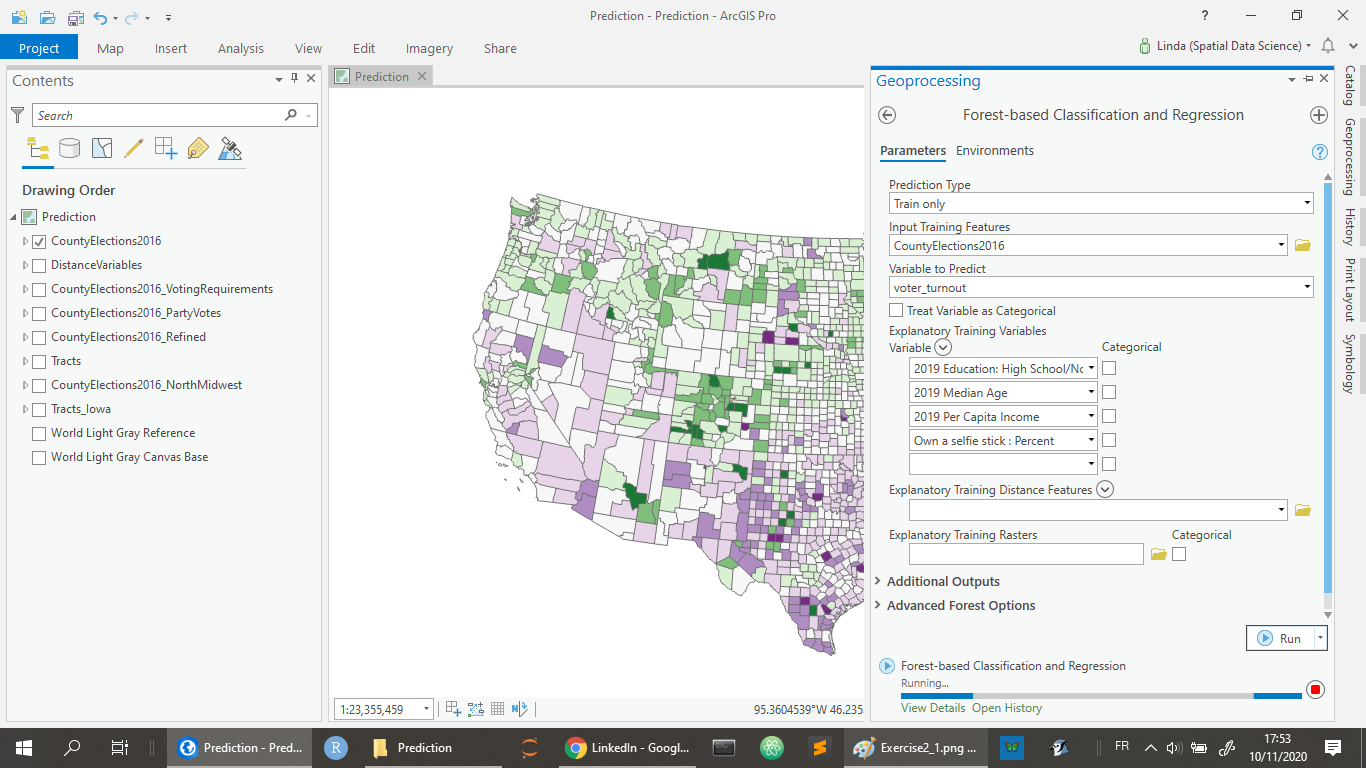 Prediction - Prediction - ArcGIS Pro
Project Map Insert Analysis View Edit Imagery Share
Linda (Spatial Data Science)
Contents
Search
Drawing Order
Prediction
CountyElections2016
DistanceVariables
CountyElections2016_VotingRequirements
CountyElections2016_PartyVotes
CountyElections2016_Refined
Tracts
CountyElections2016_NorthMidwest
Tracts_Iowa
World Light Gray Reference
World Light Gray Canvas Base
Prediction
1:23,355,459
95.3604539°W 46.235
Geoprocessing
Forest-based Classification and Regression
Parameters Environments
Prediction Type
Train only
Input Training Features
CountyElections2016
Variable to Predict
voter_turnout
Treat Variable as Categorical
Explanatory Training Variables
Variable Categorical
2019 Education: High School/Nc
2019 Median Age
2019 Per Capita Income
Own a selfie stick : Percent
Explanatory Training Distance Features
Explanatory Training Rasters Categorical
Additional Outputs
Advanced Forest Options
Run
Forest-based Classification and Regression
Running...
View Details Open History
Catalog
Geoprocessing
History
Print Layout
Symbology
Prediction - Pred...
R
Prediction
LinkedIn - Googl...
Exercise2_1.png ...
FR
17:53
10/11/2020